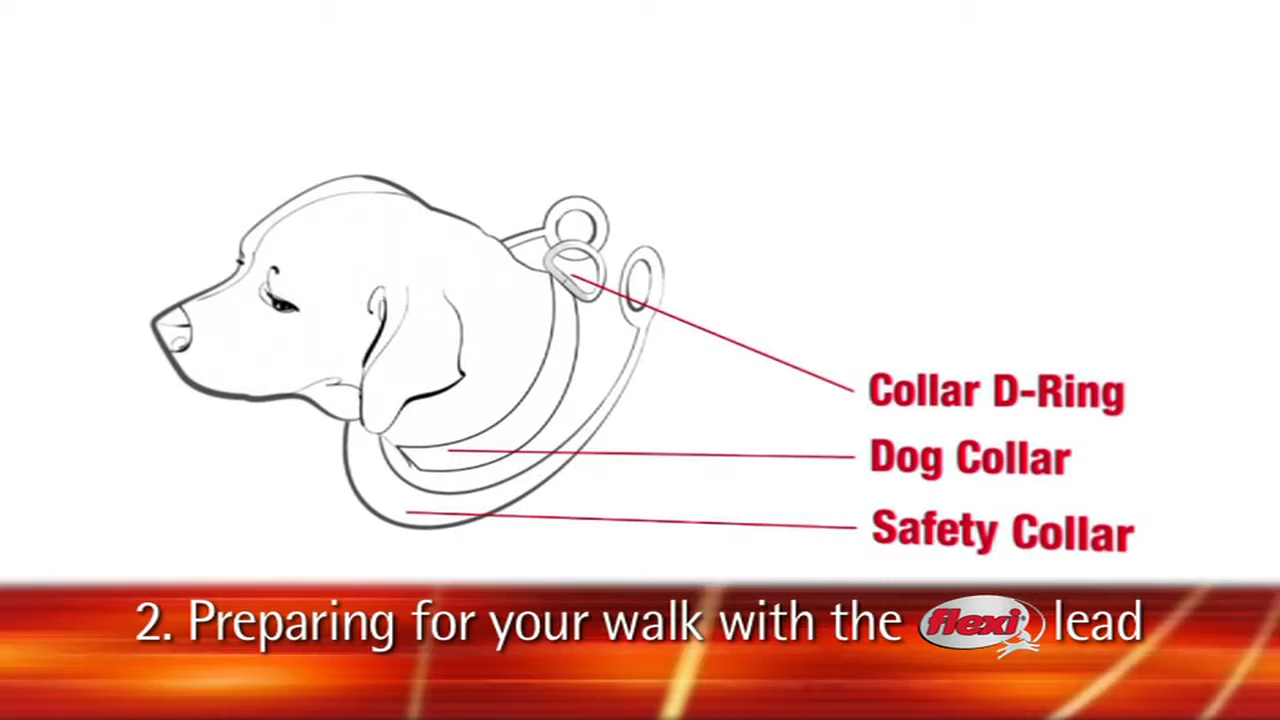 Collar D-Ring
Dog Collar
Safety Collar
2. Preparing for your walk with the flexi lead